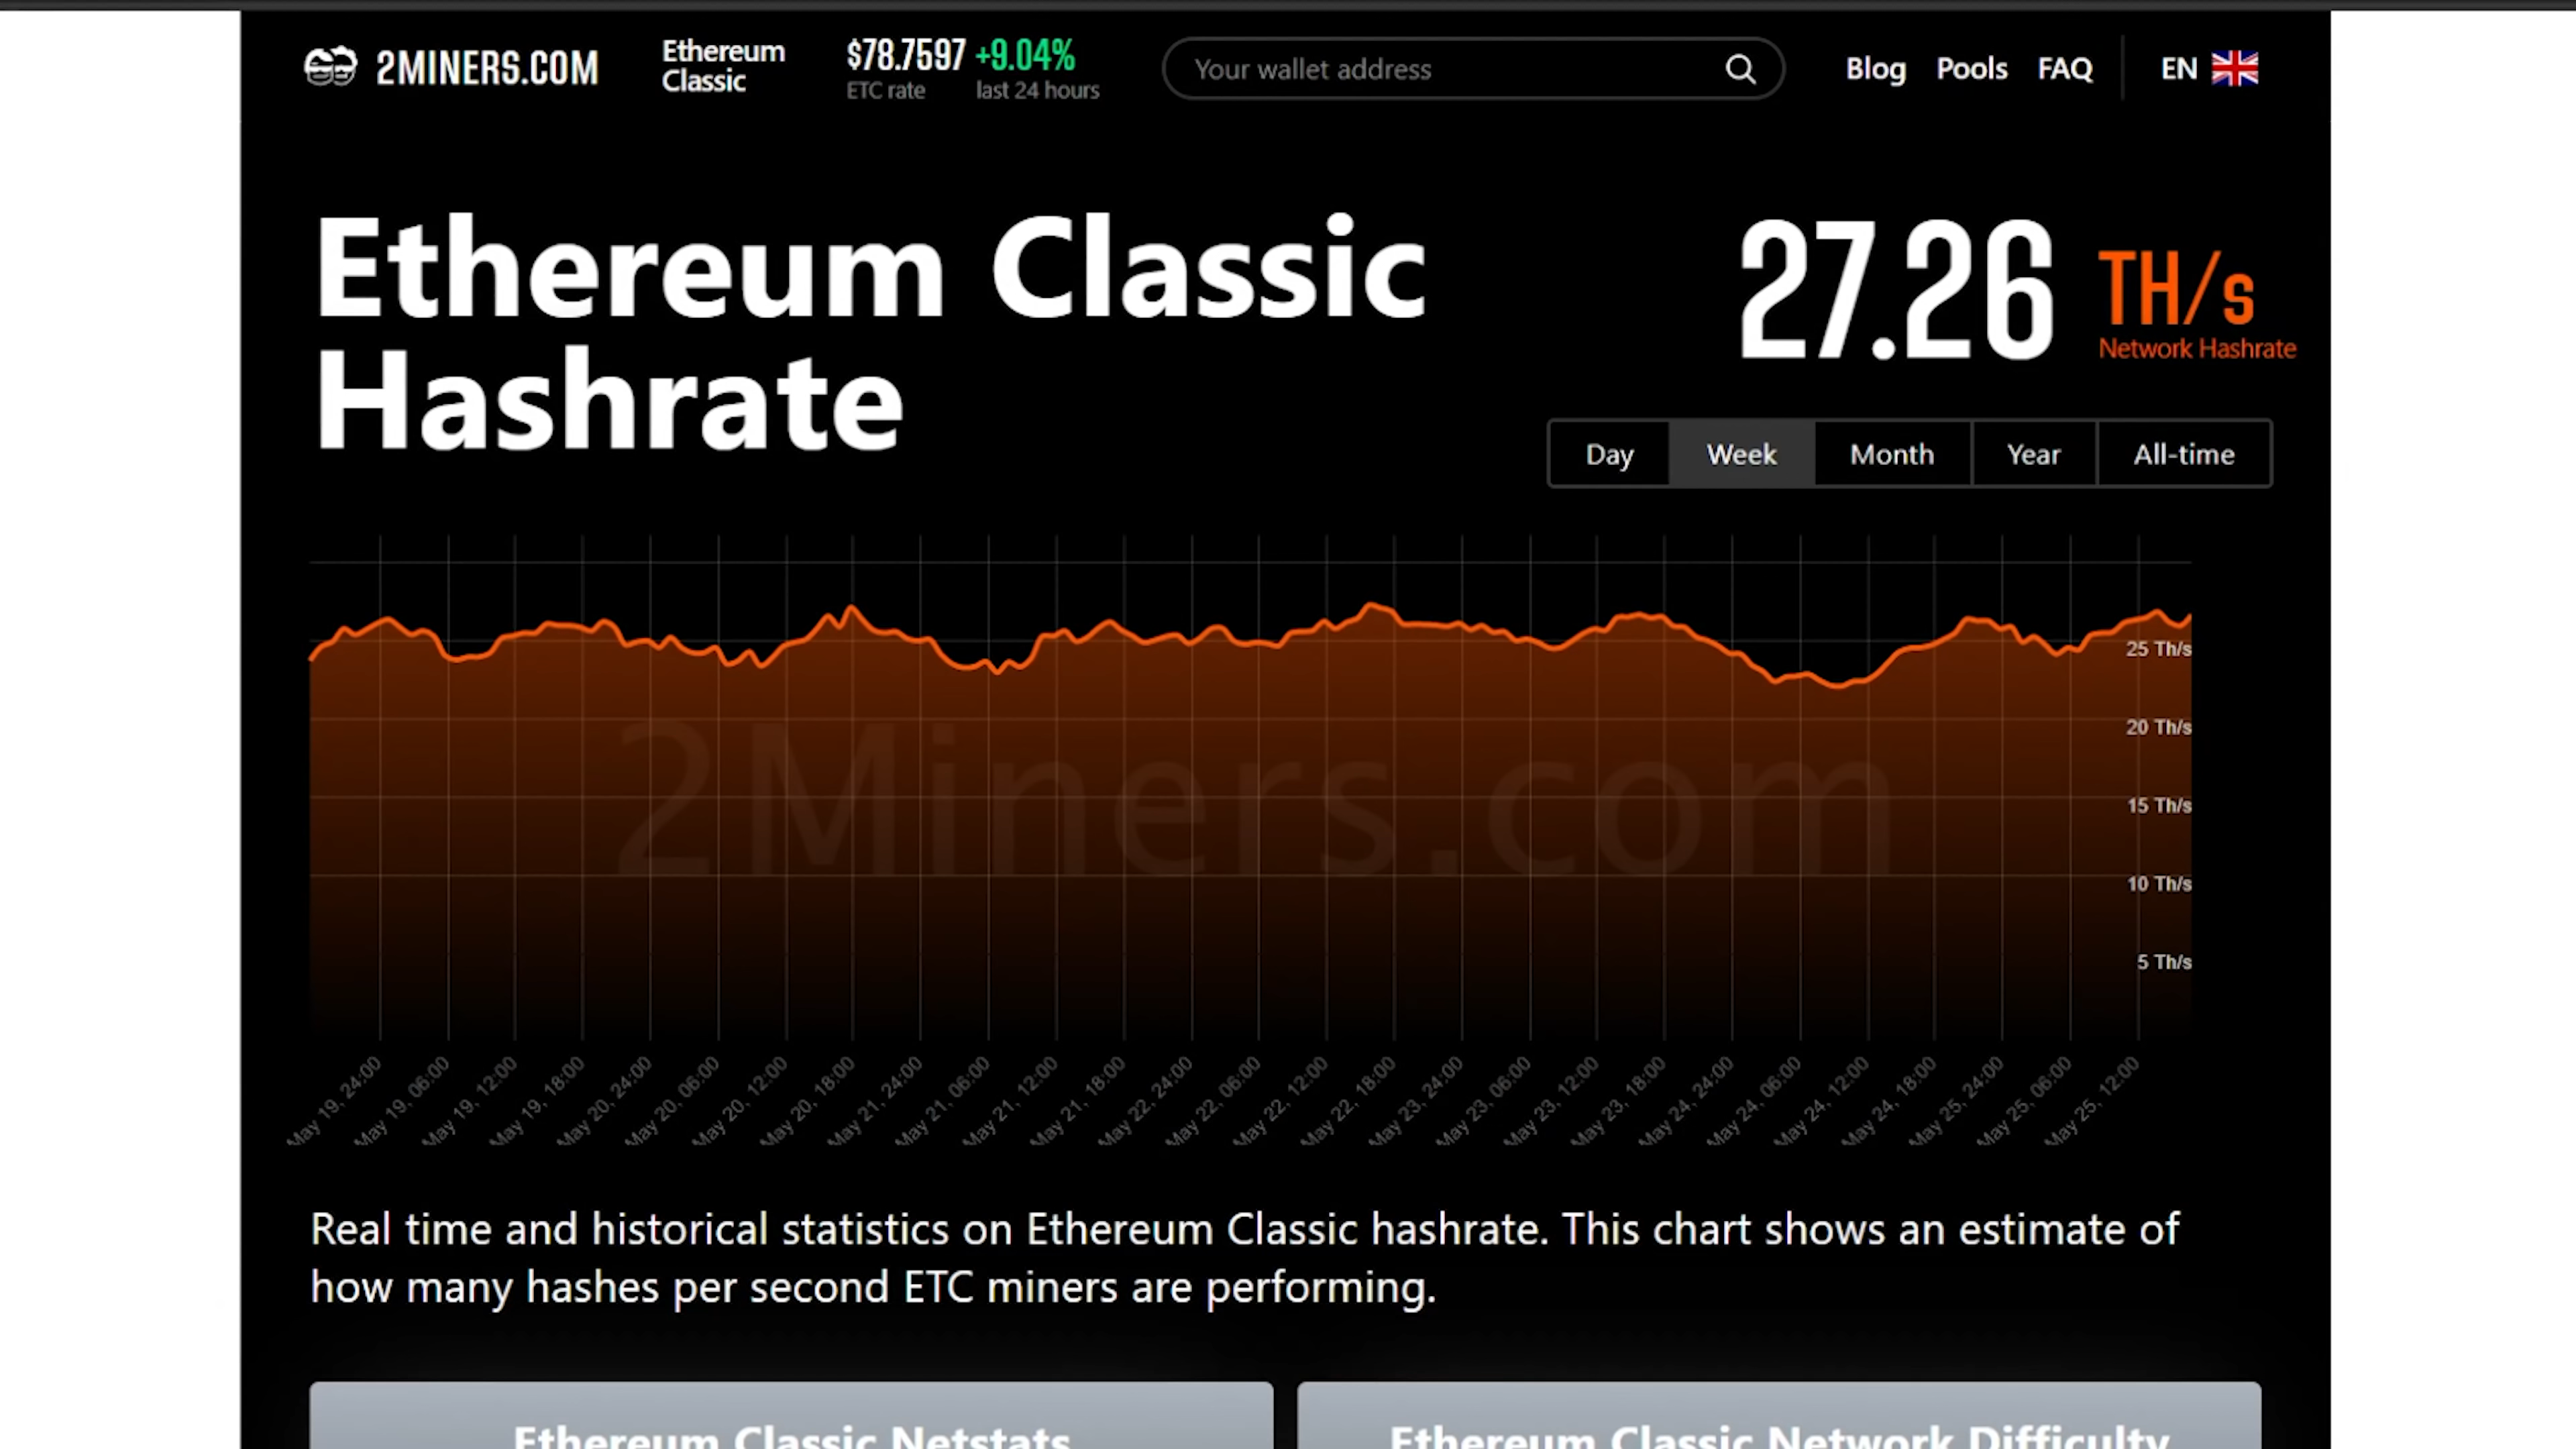 2MINERS.COM
Ethereum
Classic
$78.7597 +9.04%
ETC rate last 24 hours
Your wallet address
Blog Pools FAQ EN
Ethereum Classic
Hashrate
27.26 TH/s
Network Hashrate
Day Week Month Year All-time
2Miners.com
25 Th/s
20 Th/s
15 Th/s
10 Th/s
5 Th/s
May 19, 24:00
May 19, 06:00
May 19, 12:00
May 19, 18:00
May 20, 24:00
May 20, 06:00
May 20, 12:00
May 20, 18:00
May 21, 24:00
May 21, 06:00
May 21, 12:00
May 21, 18:00
May 22, 24:00
May 22, 06:00
May 22, 12:00
May 22, 18:00
May 23, 24:00
May 23, 06:00
May 23, 12:00
May 23, 18:00
May 24, 24:00
May 24, 06:00
May 24, 12:00
May 24, 18:00
May 25, 24:00
May 25, 06:00
May 25, 12:00
Real time and historical statistics on Ethereum Classic hashrate. This chart shows an estimate of
how many hashes per second ETC miners are performing.
Ethereum Classic Netstats
Ethereum Classic Network Difficulty